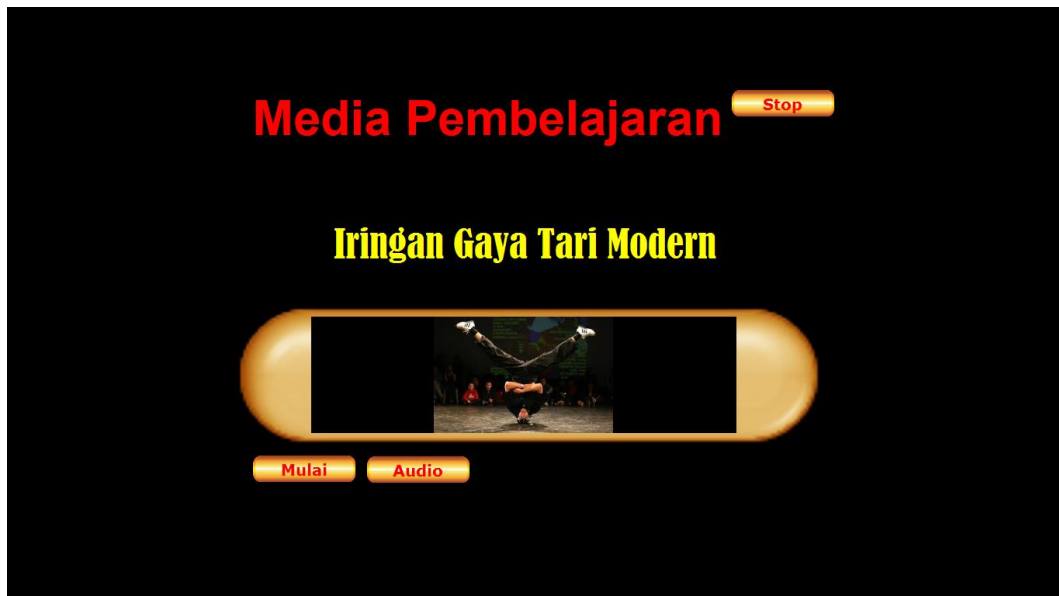 Media Pembelajaran
Stop
Iringan Gaya Tari Modern
Mulai
Audio